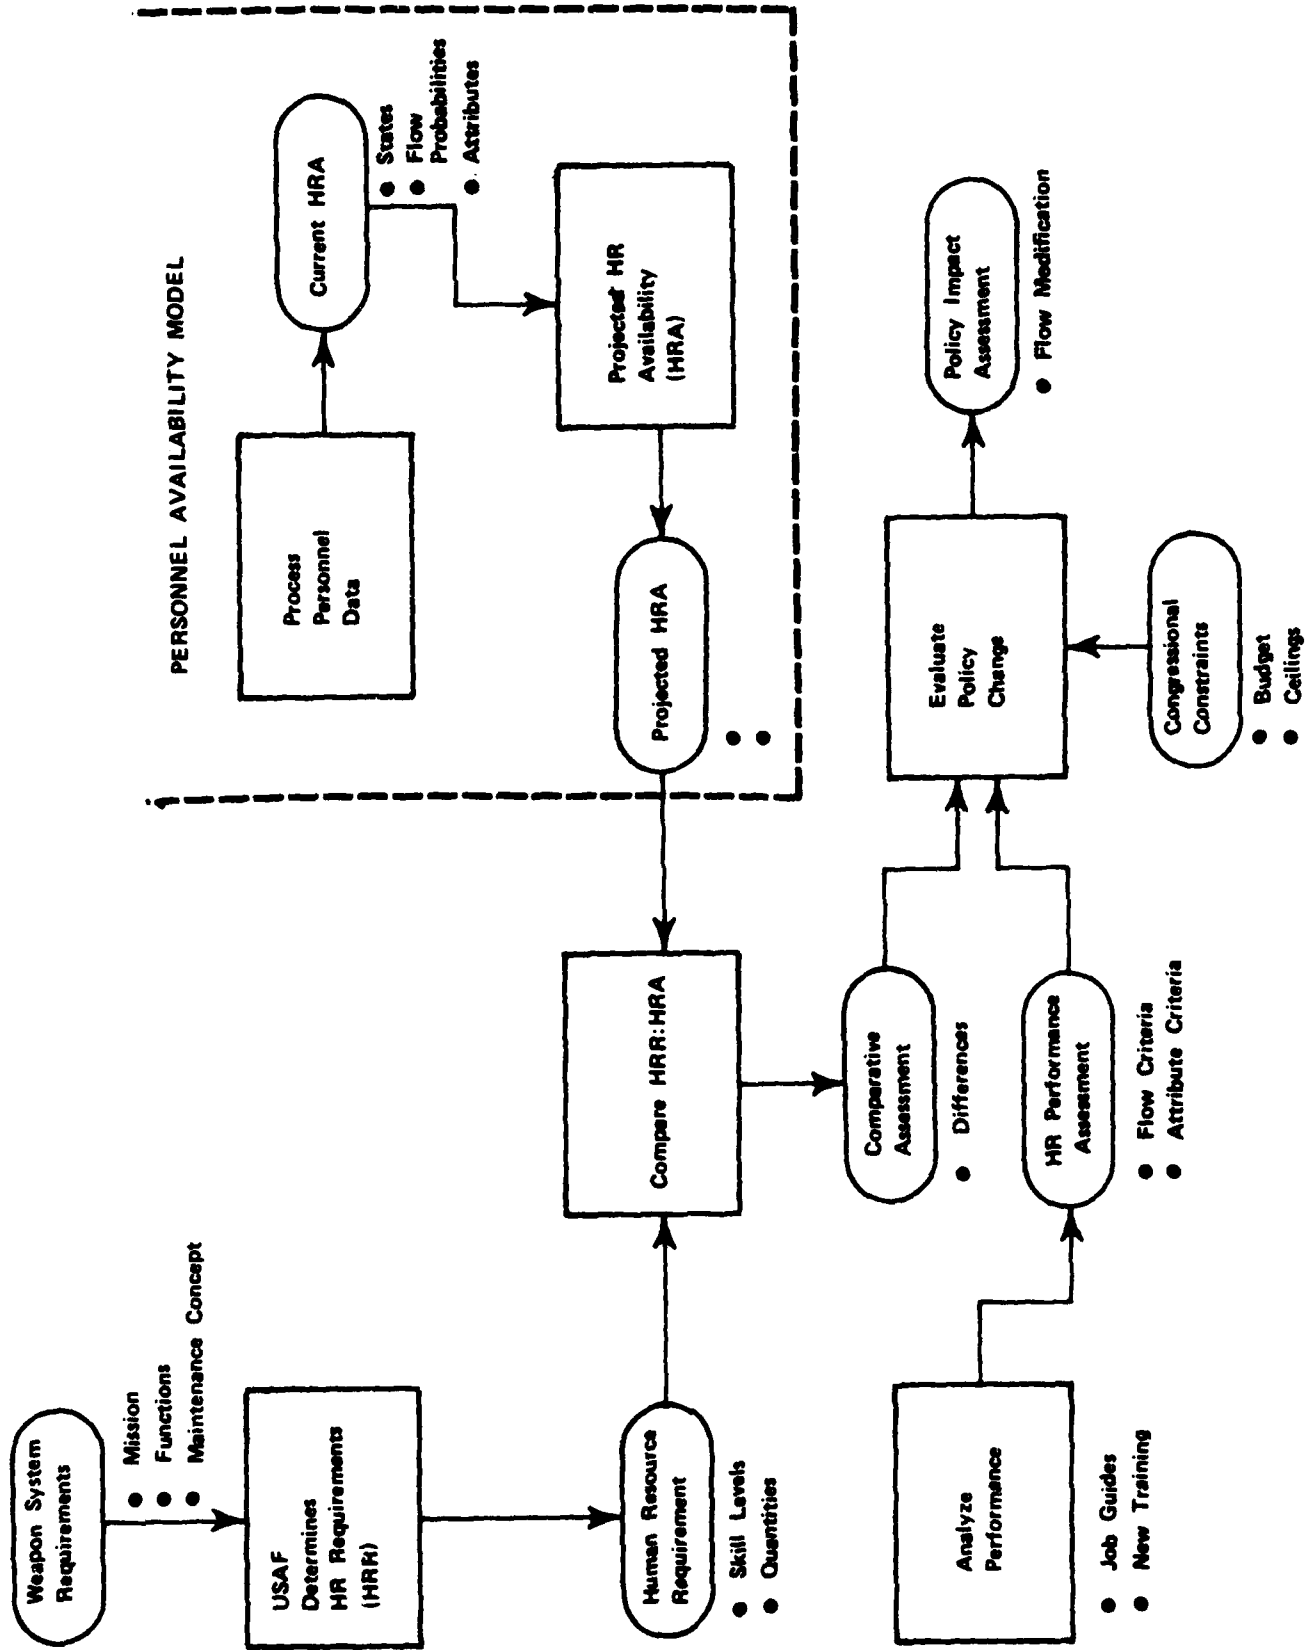 PERSONNEL AVAILABILITY MODEL
Weapon System
Requirements
● Mission
● Functions
● Maintenance Concept
USAF
Determines
HR Requirements
(HRR)
Human Resource
Requirement
● Skill Levels
● Quantities
Process
Personnel
Data
Current HRA
● States
● Flow
Probabilities
● Attributes
Projected HR
Availability
(HRA)
Projected HRA
●
●
Compare HRR:HRA
Comparative
Assessment
● Differences
Analyze
Performance
● Job Guides
● New Training
HR Performance
Assessment
● Flow Criteria
● Attribute Criteria
Evaluate
Policy
Change
Congressional
Constraints
● Budget
● Ceilings
Policy Impact
Assessment
● Flow Modification